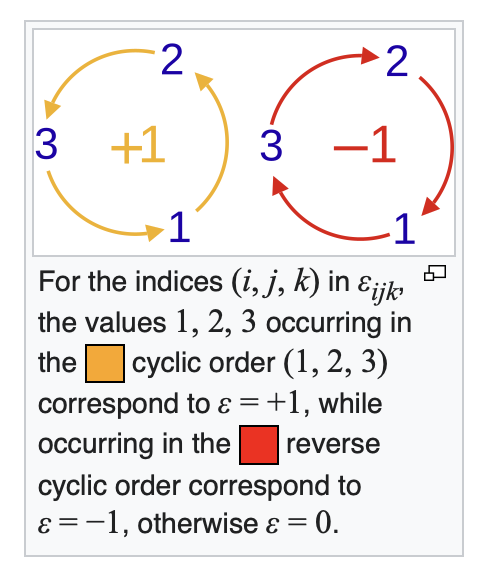 2 2
3 +1 3 −1
1 1
For the indices (i, j, k) in εijk,
the values 1, 2, 3 occurring in
the cyclic order (1, 2, 3)
correspond to ε = +1, while
occurring in the reverse
cyclic order correspond to
ε = −1, otherwise ε = 0.